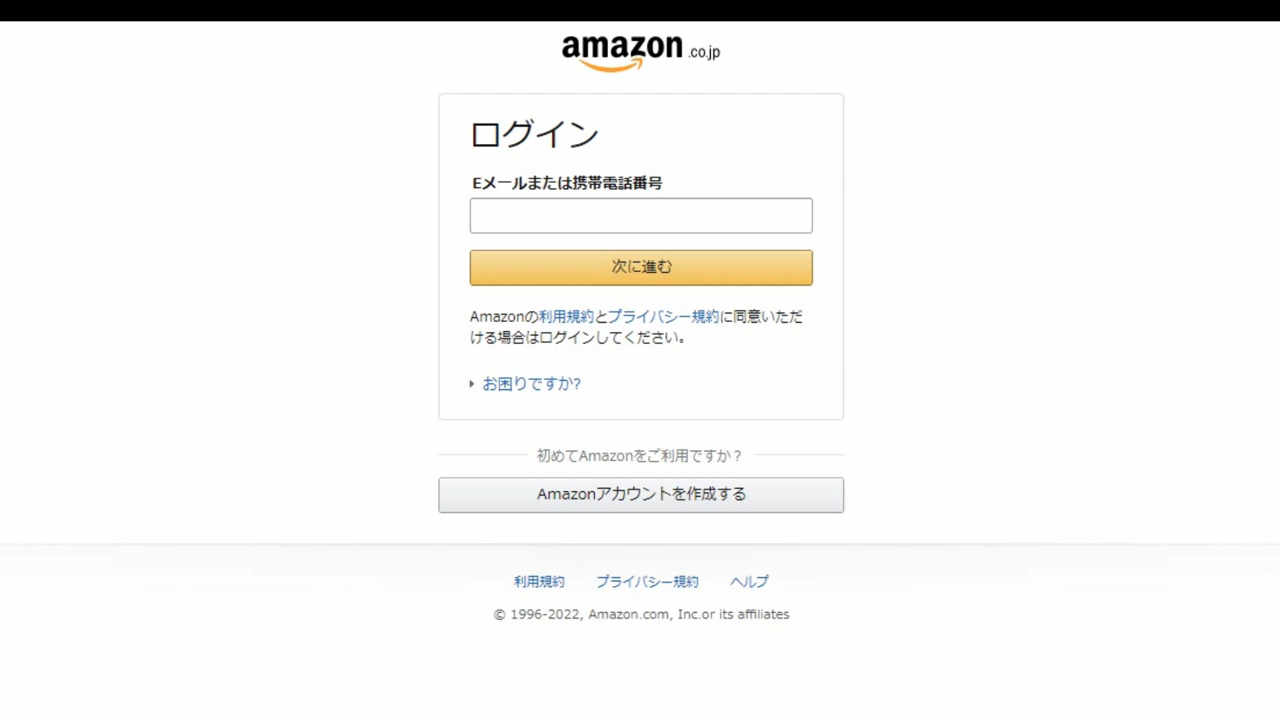 amazon.co.jp
ログイン
Eメールまたは携帯電話番号
次に進む
Amazonの利用規約とプライバシー規約に同意いただ
ける場合はログインしてください。
お困りですか?
初めてAmazonをご利用ですか？
Amazonアカウントを作成する
利用規約 プライバシー規約 ヘルプ
© 1996-2022, Amazon.com, Inc.or its affiliates